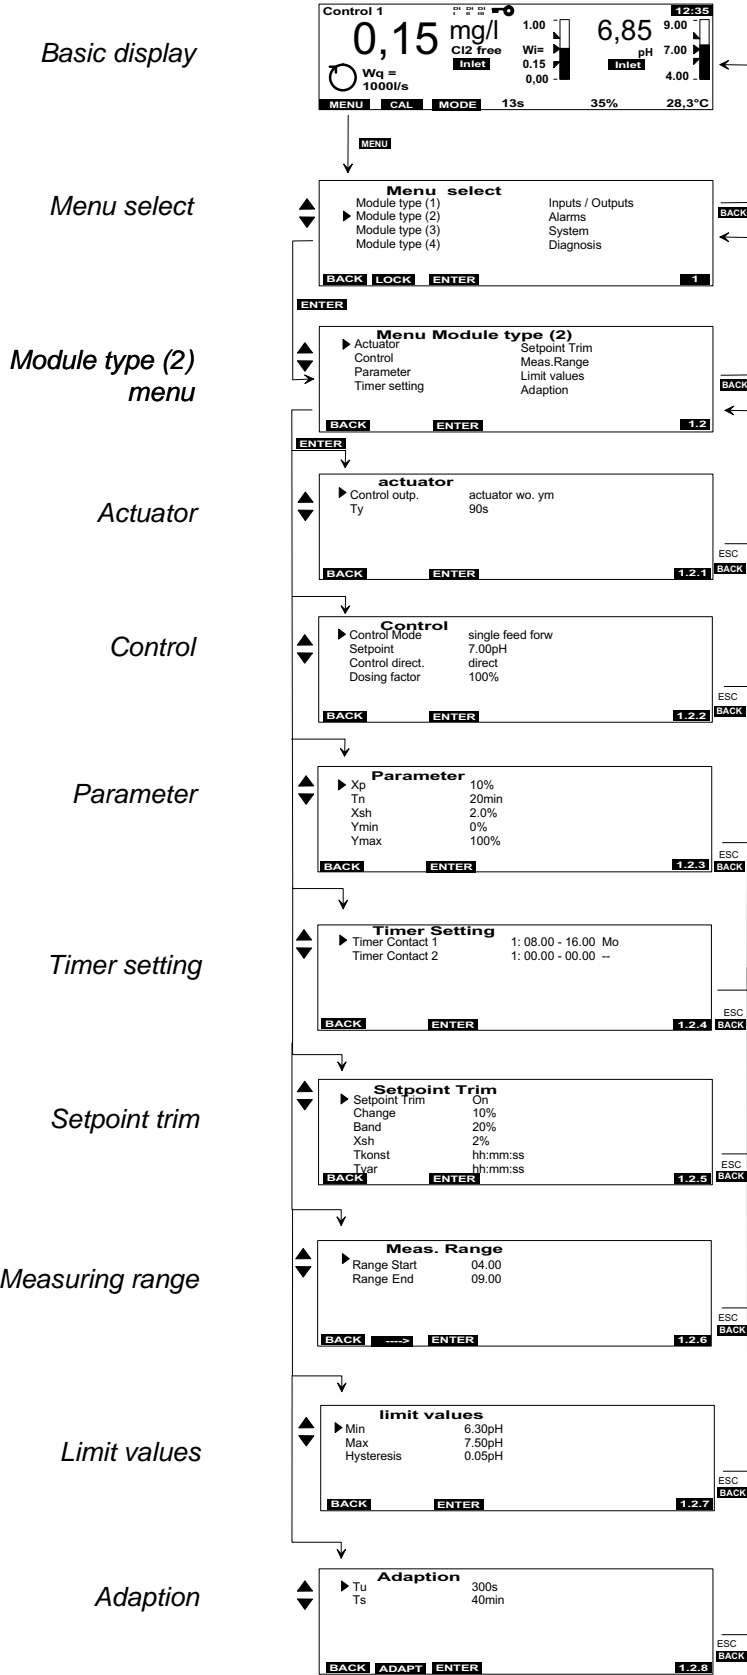 Basic display
Control 1
DI I DI II DI III
12:35
0,15 mg/l
Cl2 free
Inlet
1.00
Wi=
0.15
0,00
6,85
pH
Inlet
9.00
7.00
4.00
Wq =
1000l/s
MENU CAL MODE 13s 35% 28,3°C
MENU
Menu select
Menu select
Module type (1) Inputs / Outputs
Module type (2) Alarms
Module type (3) System
Module type (4) Diagnosis
BACK LOCK ENTER 1
BACK
ENTER
Module type (2)
menu
Menu Module type (2)
Actuator Setpoint Trim
Control Meas.Range
Parameter Limit values
Timer setting Adaption
BACK ENTER 1.2
BACK
ENTER
Actuator
actuator
Control outp. actuator wo. ym
Ty 90s
BACK ENTER 1.2.1
ESC
BACK
Control
Control
Control Mode single feed forw
Setpoint 7.00pH
Control direct. direct
Dosing factor 100%
BACK ENTER 1.2.2
ESC
BACK
Parameter
Parameter
Xp 10%
Tn 20min
Xsh 2.0%
Ymin 0%
Ymax 100%
BACK ENTER 1.2.3
ESC
BACK
Timer setting
Timer Setting
Timer Contact 1 1: 08.00 - 16.00 Mo
Timer Contact 2 1: 00.00 - 00.00 --
BACK ENTER 1.2.4
ESC
BACK
Setpoint trim
Setpoint Trim
Setpoint Trim On
Change 10%
Band 20%
Xsh 2%
Tkonst hh:mm:ss
Tvar hh:mm:ss
BACK ENTER 1.2.5
ESC
BACK
Measuring range
Meas. Range
Range Start 04.00
Range End 09.00
BACK ----> ENTER 1.2.6
ESC
BACK
Limit values
limit values
Min 6.30pH
Max 7.50pH
Hysteresis 0.05pH
BACK ENTER 1.2.7
ESC
BACK
Adaption
Adaption
Tu 300s
Ts 40min
BACK ADAPT ENTER 1.2.8
ESC
BACK